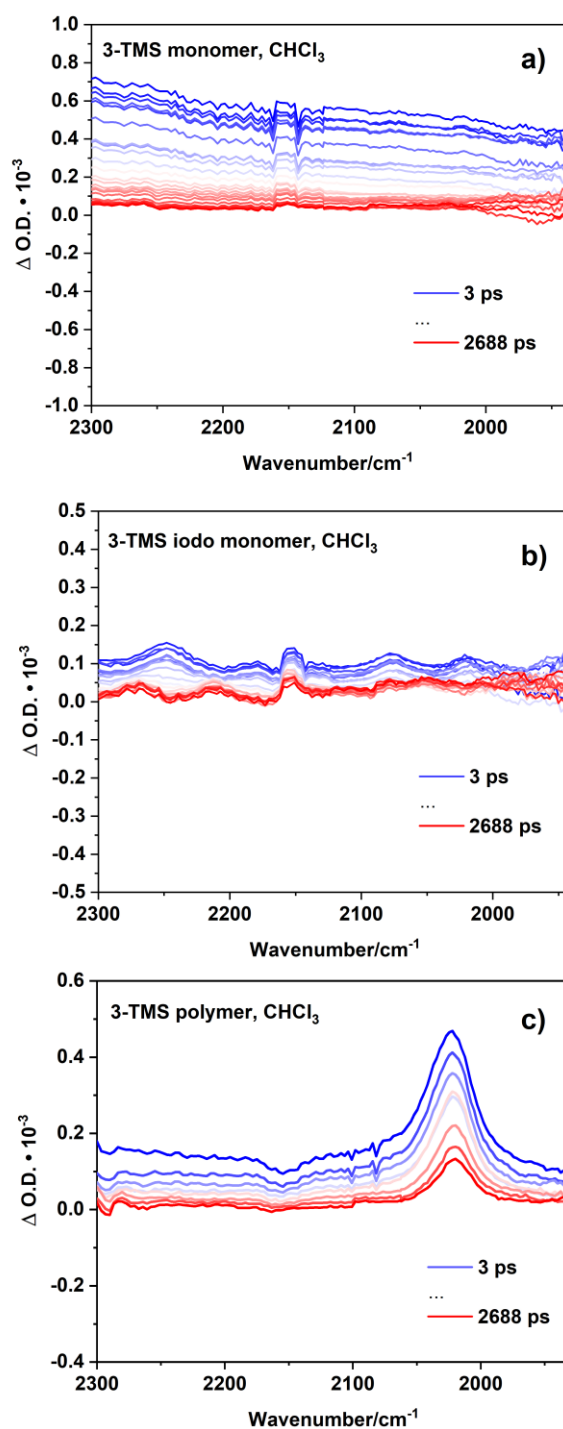 3-TMS monomer, CHCl₃
a)
1.0
0.8
0.6
0.4
0.2
0.0
-0.2
-0.4
-0.6
-0.8
-1.0
Δ O.D. • 10⁻³
3 ps
...
2688 ps
2300 2200 2100 2000
Wavenumber/cm⁻¹
3-TMS iodo monomer, CHCl₃
b)
0.5
0.4
0.3
0.2
0.1
0.0
-0.1
-0.2
-0.3
-0.4
-0.5
Δ O.D. • 10⁻³
3 ps
...
2688 ps
2300 2200 2100 2000
Wavenumber/cm⁻¹
3-TMS polymer, CHCl₃
c)
0.6
0.4
0.2
0.0
-0.2
-0.4
Δ O.D. • 10⁻³
3 ps
...
2688 ps
2300 2200 2100 2000
Wavenumber/cm⁻¹